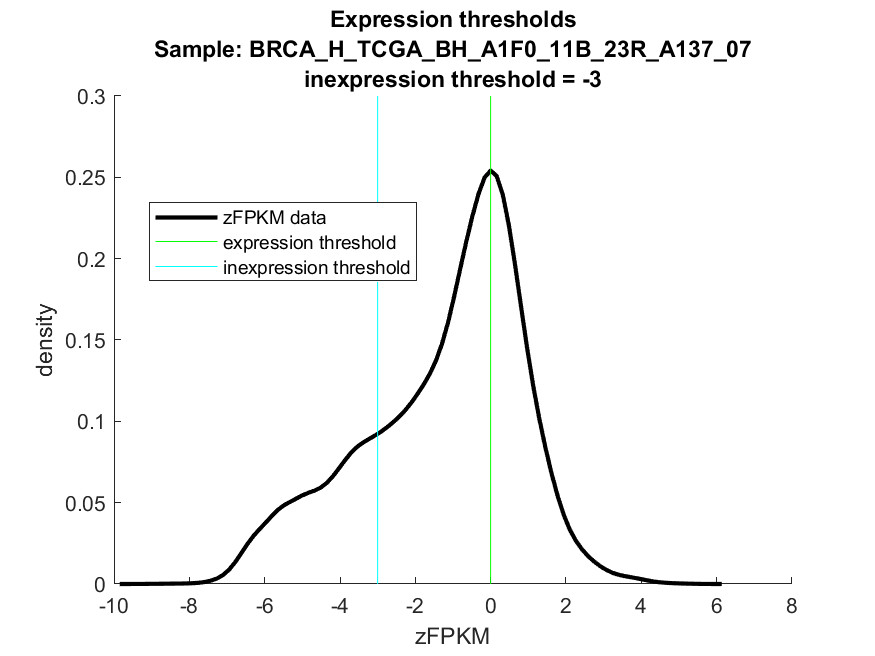 Expression thresholds
Sample: BRCA_H_TCGA_BH_A1F0_11B_23R_A137_07
inexpression threshold = -3
0.3
0.25
0.2
0.15
0.1
0.05
0
density
zFPKM data
expression threshold
inexpression threshold
-10 -8 -6 -4 -2 0 2 4 6 8
zFPKM